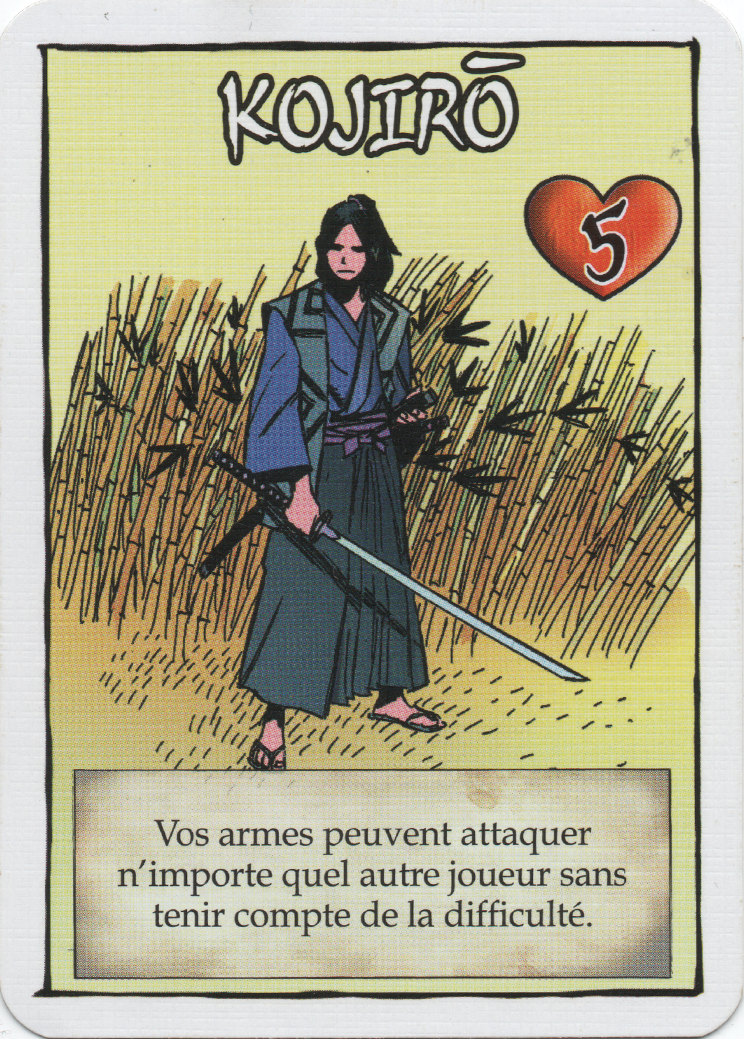 KOJIRŌ
5
Vos armes peuvent attaquer
n'importe quel autre joueur sans
tenir compte de la difficulté.